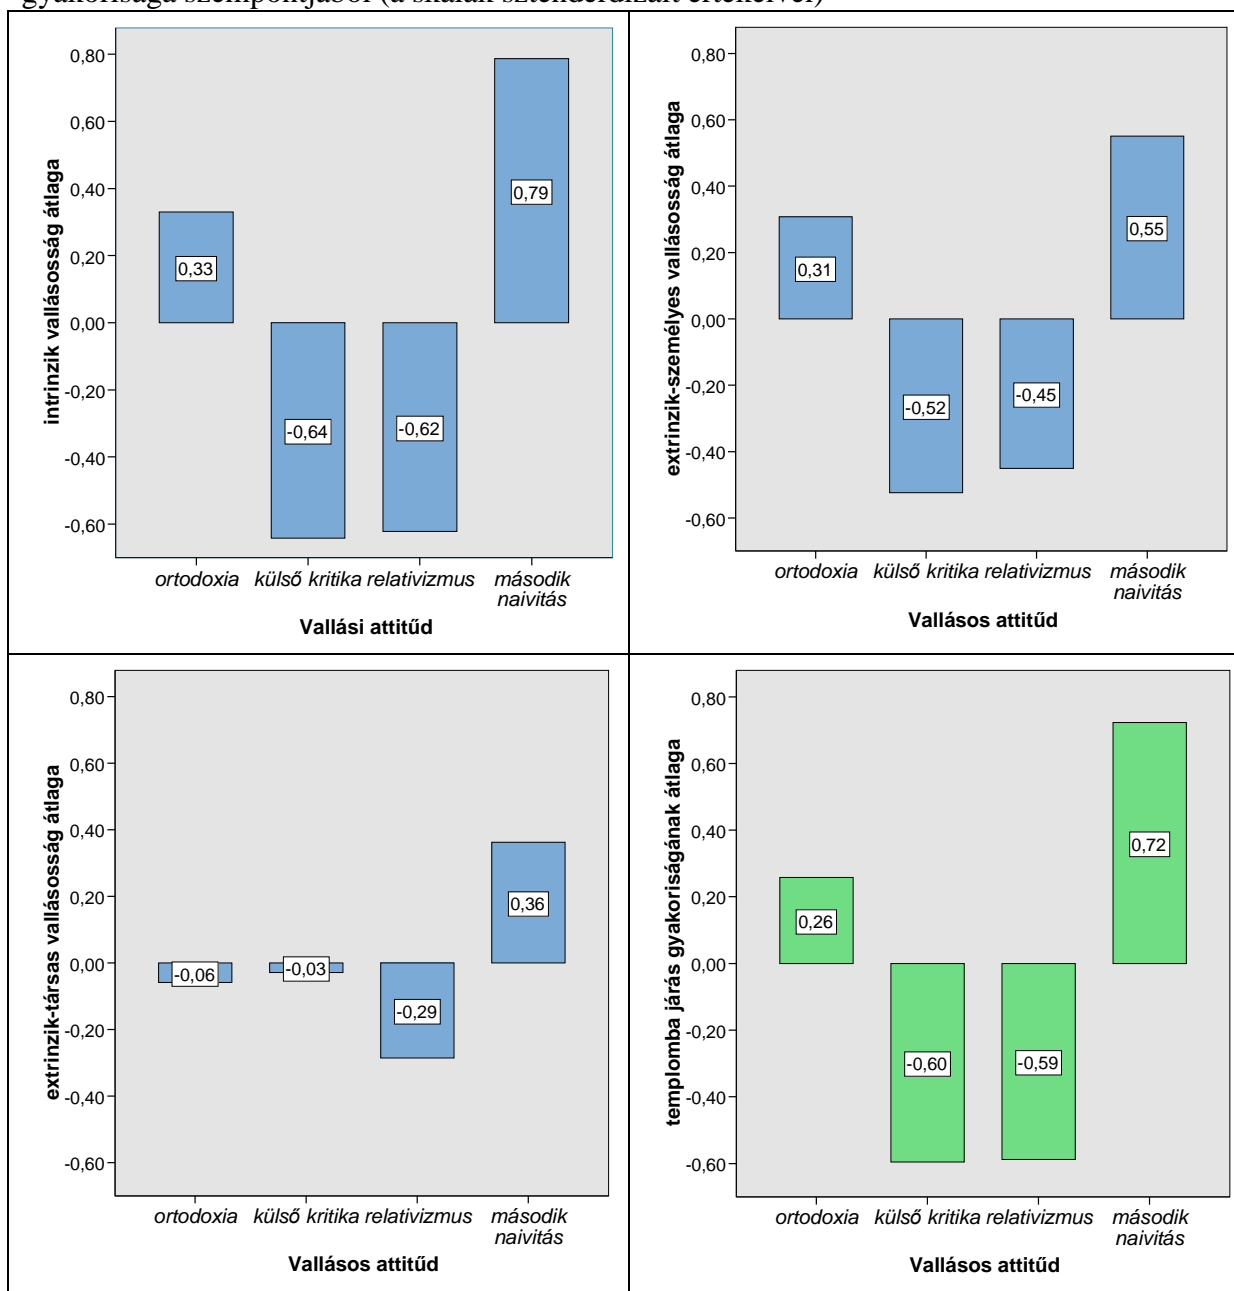 gyakorisága szempontjából (a skálák sztenderdizált értékeivel)
intrinzik vallásosság átlaga
0,80
0,60
0,40
0,20
0,00
-0,20
-0,40
-0,60
0,33
-0,64
-0,62
0,79
ortodoxia
külső kritika
relativizmus
második
naivitás
Vallási attitűd
extrinzik-személyes vallásosság átlaga
0,80
0,60
0,40
0,20
0,00
-0,20
-0,40
-0,60
0,31
-0,52
-0,45
0,55
ortodoxia
külső kritika
relativizmus
második
naivitás
Vallásos attitűd
extrinzik-társas vallásosság átlaga
0,80
0,60
0,40
0,20
0,00
-0,20
-0,40
-0,60
-0,06
-0,03
-0,29
0,36
ortodoxia
külső kritika
relativizmus
második
naivitás
Vallásos attitűd
templomba járás gyakoriságának átlaga
0,80
0,60
0,40
0,20
0,00
-0,20
-0,40
-0,60
0,26
-0,60
-0,59
0,72
ortodoxia
külső kritika
relativizmus
második
naivitás
Vallásos attitűd